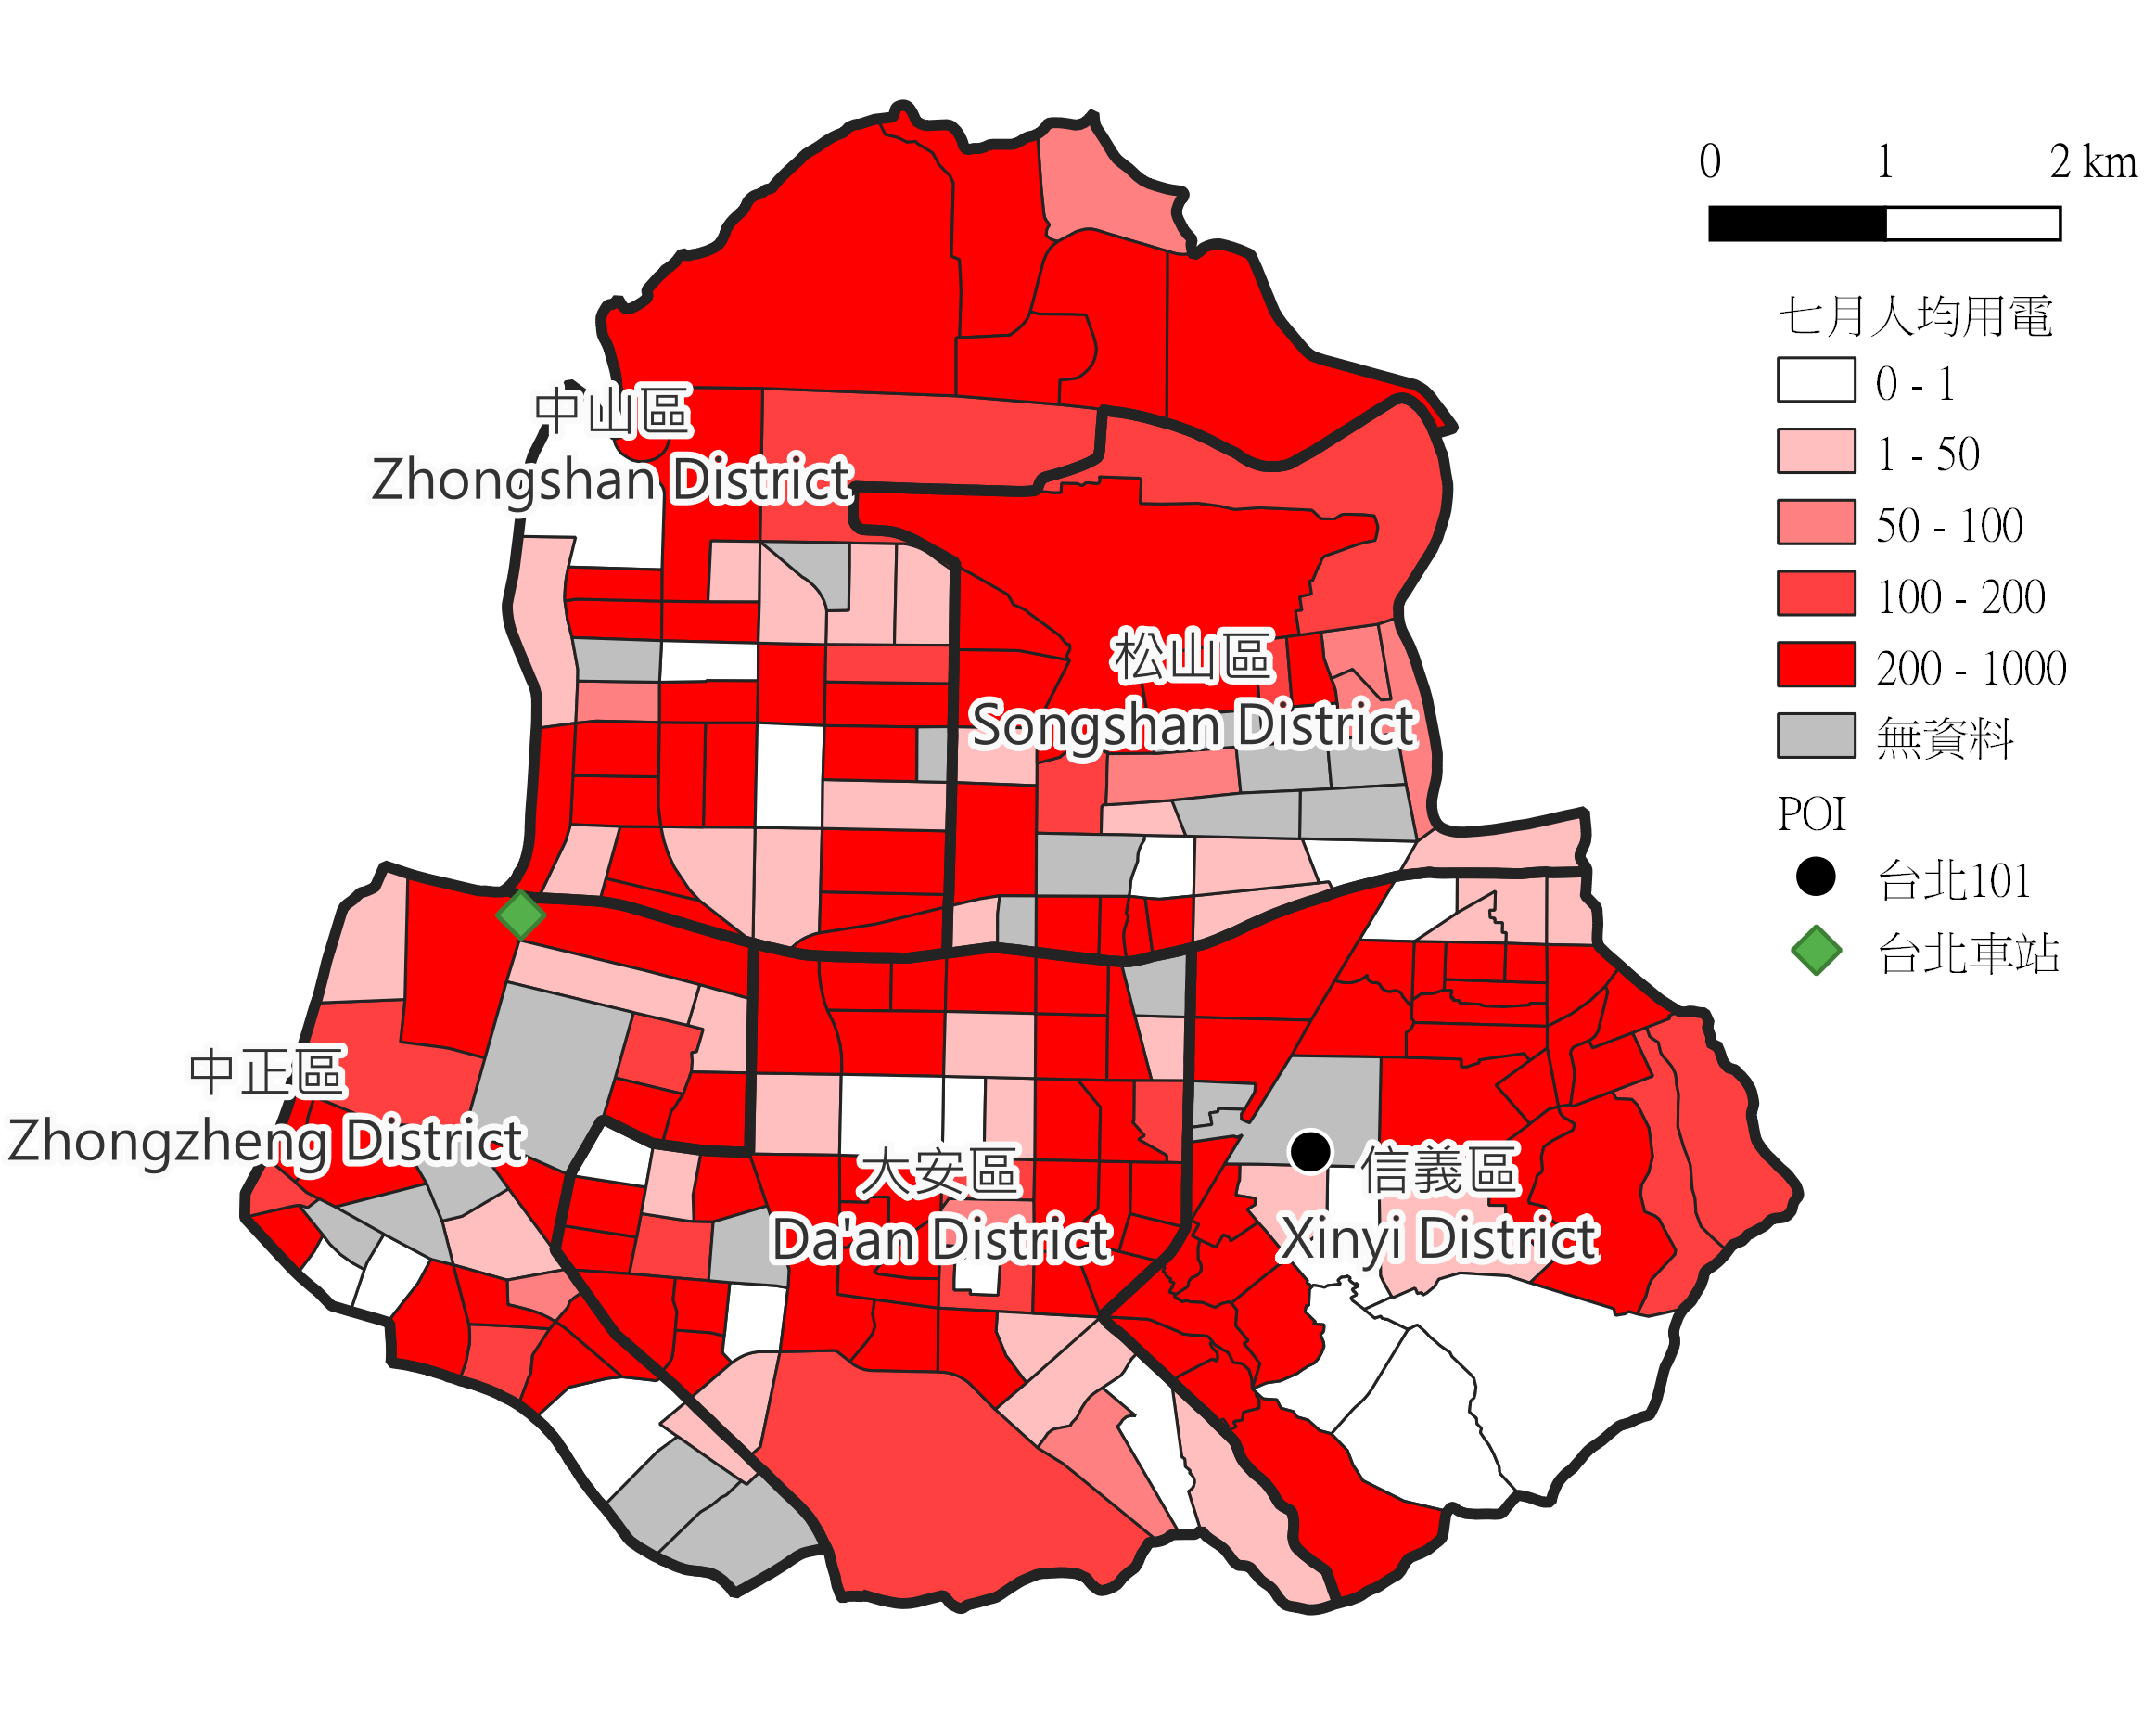 0 1 2 km
七月人均用電
0 - 1
1 - 50
50 - 100
100 - 200
200 - 1000
無資料
POI
台北101
台北車站
中山區
Zhongshan District
松山區
Songshan District
中正區
Zhongzheng District
大安區
Da'an District
信義區
Xinyi District